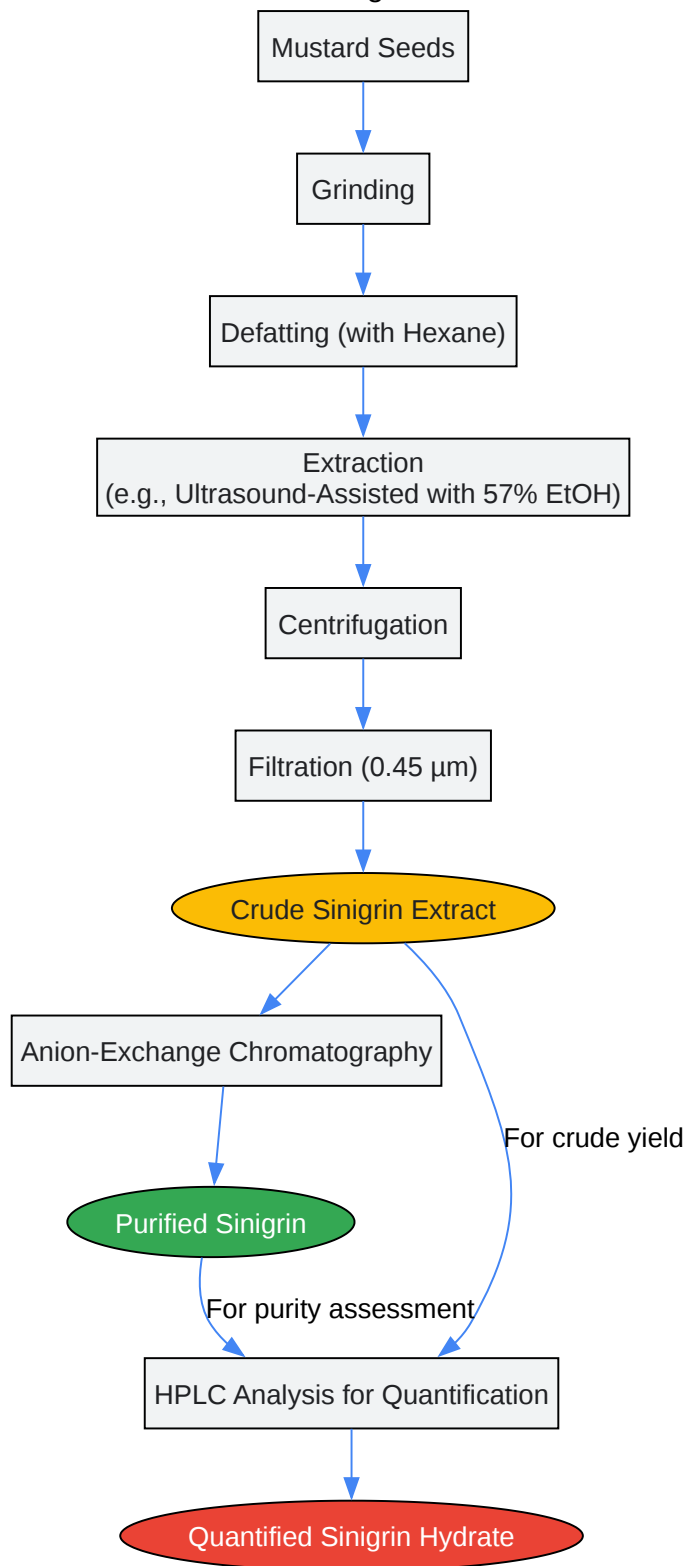 Mustard Seeds
Grinding
Defatting (with Hexane)
Extraction
(e.g., Ultrasound-Assisted with 57% EtOH)
Centrifugation
Filtration (0.45 µm)
Crude Sinigrin Extract
Anion-Exchange Chromatography
For crude yield
Purified Sinigrin
For purity assessment
HPLC Analysis for Quantification
Quantified Sinigrin Hydrate